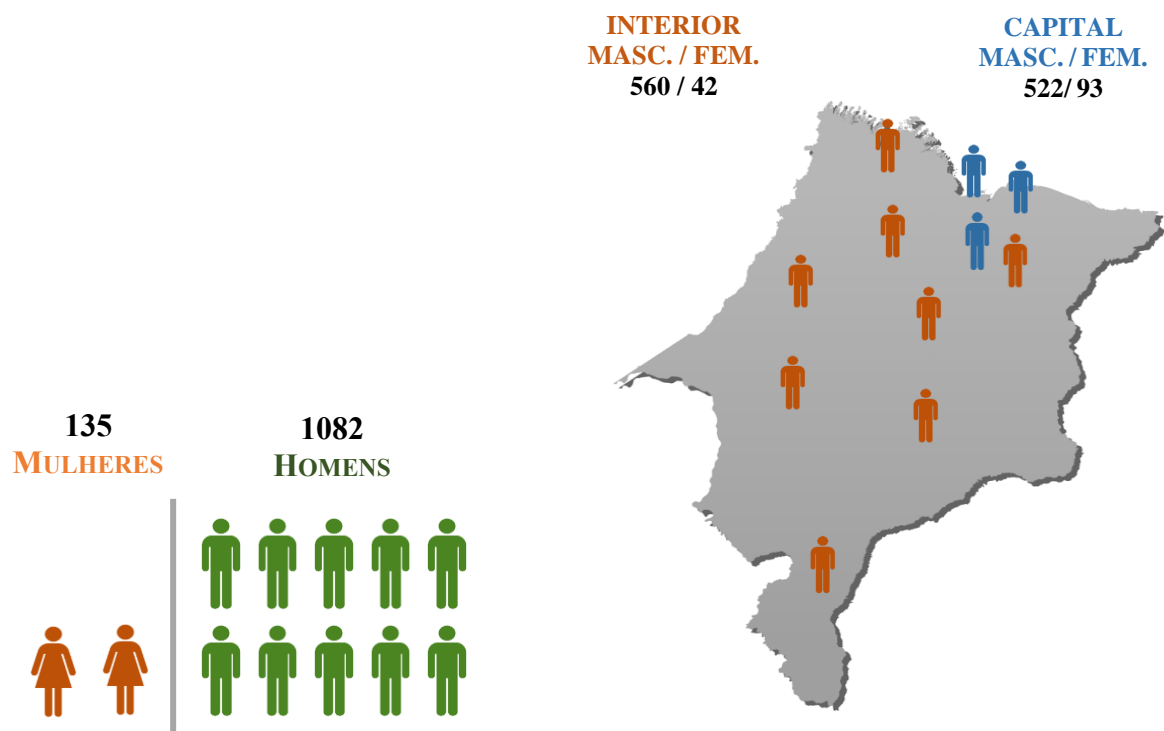 INTERIOR
MASC. / FEM.
560 / 42
CAPITAL
MASC. / FEM.
522/ 93
135
MULHERES
1082
HOMENS